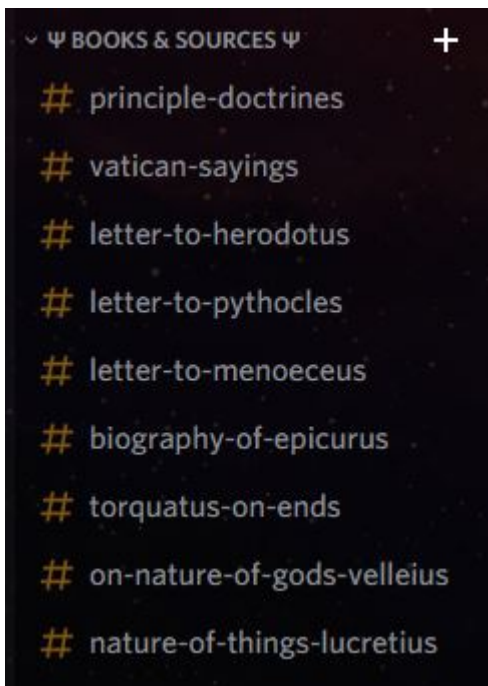 Ψ BOOKS & SOURCES Ψ +
# principle-doctrines
# vatican-sayings
# letter-to-herodotus
# letter-to-pythocles
# letter-to-menoeceus
# biography-of-epicurus
# torquatus-on-ends
# on-nature-of-gods-velleius
# nature-of-things-lucretius